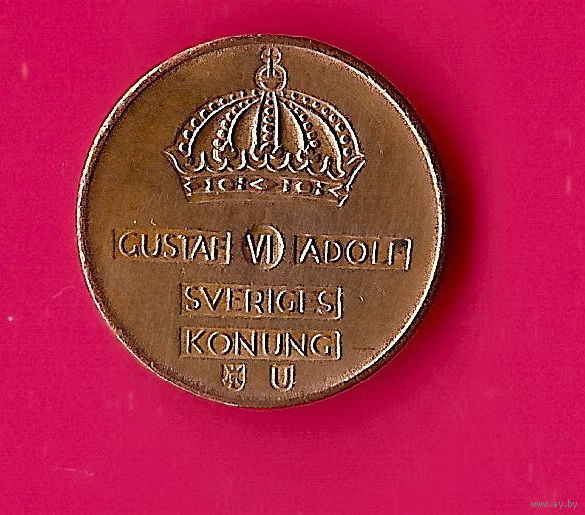 GUSTAF VI ADOLF
SVERIGES
KONUNG
U
www.ay.by